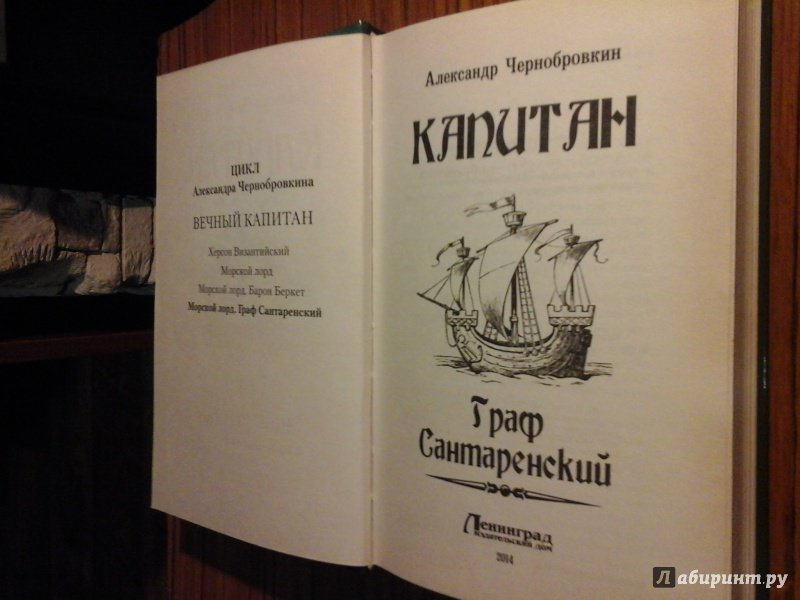 ЦИКЛ
Александра Чернобровкина
ВЕЧНЫЙ КАПИТАН
Херсон Византийский
Морской лорд
Морской лорд. Барон Беркет
Морской лорд. Граф Сантаренский
Александр Чернобровкин
КАПИТАН
Граф
Сантаренский
Ленинград
издательский дом
2014
Лабиринт.ру